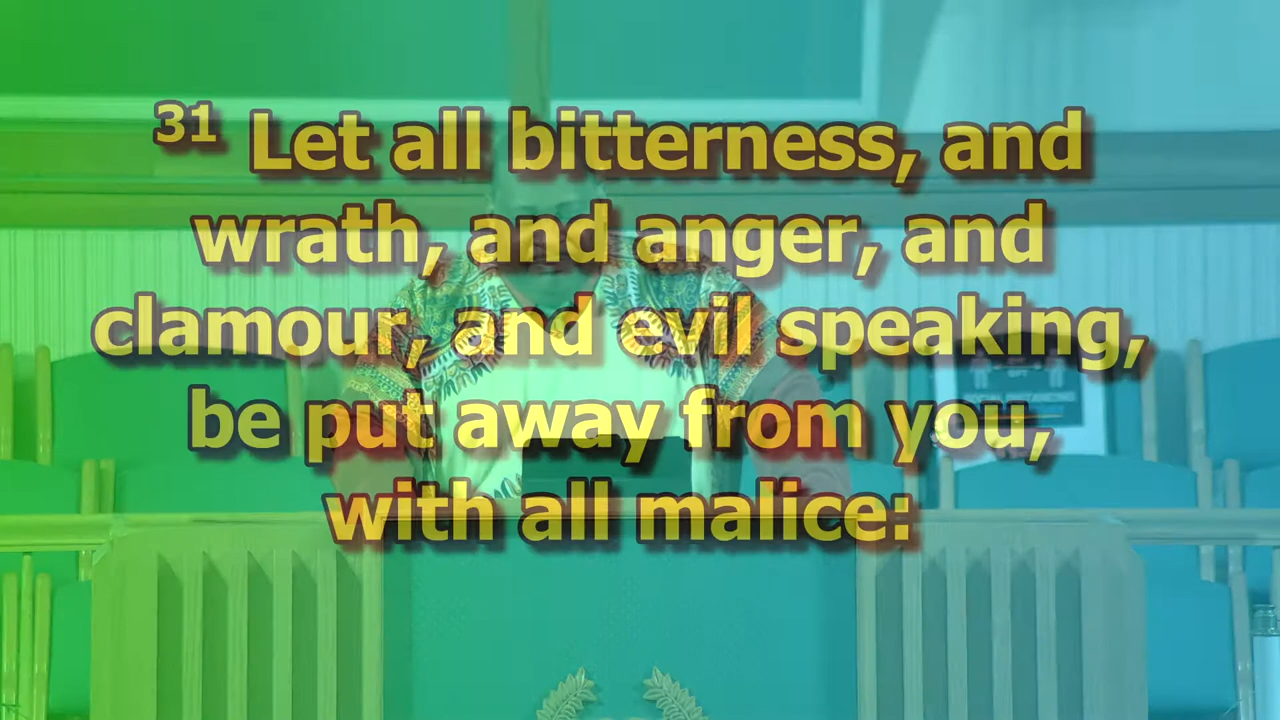 31 Let all bitterness, and
wrath, and anger, and
clamour, and evil speaking,
be put away from you,
with all malice: